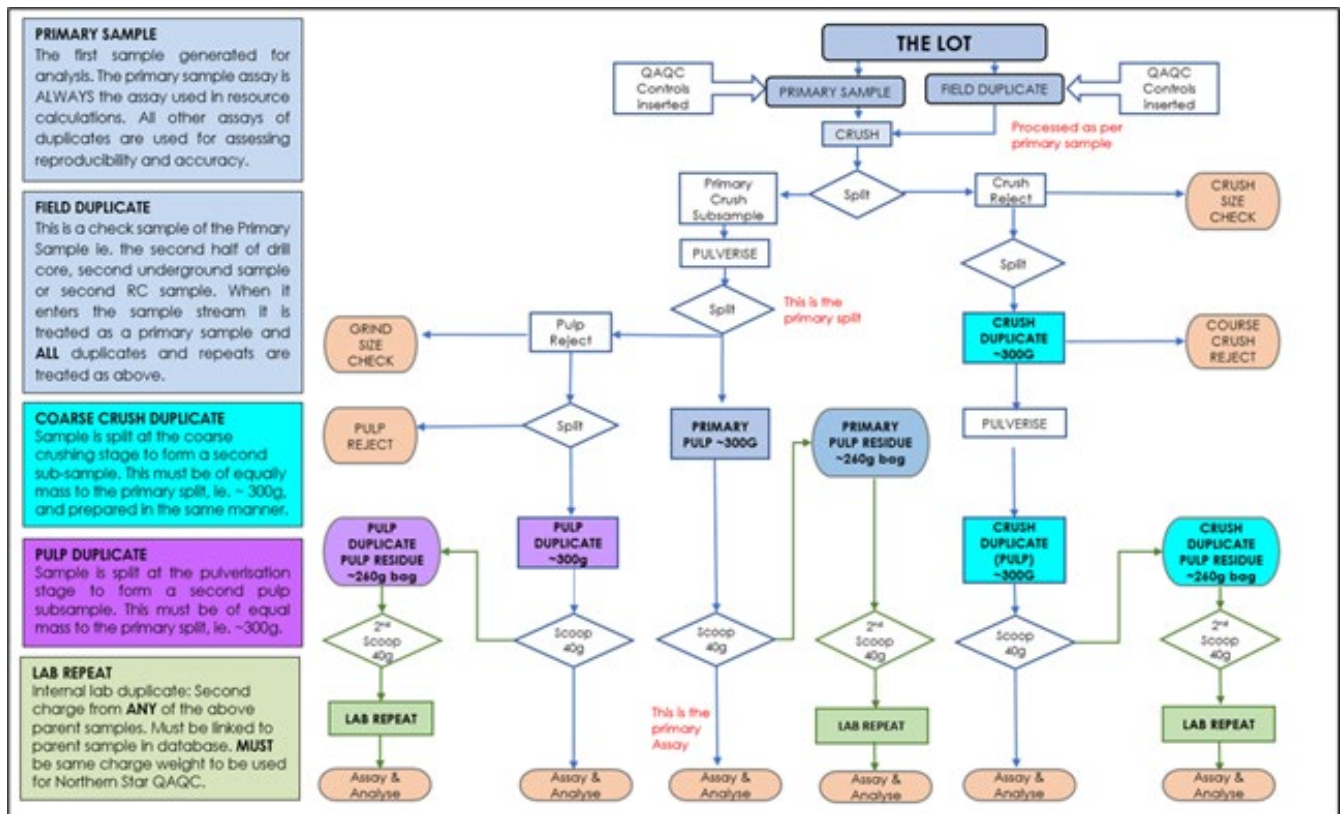 PRIMARY SAMPLE
The first sample generated for
analysis. The primary sample assay is
ALWAYS the assay used in resource
calculations. All other assays of
duplicates are used for assessing
reproducibility and accuracy.
FIELD DUPLICATE
This is a check sample of the Primary
Sample ie. the second half of drill
core, second underground sample
or second RC sample. When it
enters the sample stream it is
treated as a primary sample and
ALL duplicates and repeats are
treated as above.
COARSE CRUSH DUPLICATE
Sample is split at the coarse
crushing stage to form a second
sub-sample. This must be of equally
mass to the primary split, ie. ~ 300g,
and prepared in the same manner.
PULP DUPLICATE
Sample is split at the pulverisation
stage to form a second pulp
subsample. This must be of equal
mass to the primary split, ie. ~300g.
LAB REPEAT
Internal lab duplicate: Second
charge from ANY of the above
parent samples. Must be linked to
parent sample in database. MUST
be same charge weight to be used
for Northern Star QAQC.
THE LOT
QAQC
Controls
inserted
PRIMARY SAMPLE
FIELD DUPLICATE
QAQC
Controls
inserted
CRUSH
Processed as per
primary sample
Primary
Crush
Subsample
Split
Crush
Reject
CRUSH
SIZE
CHECK
PULVERISE
Split
This is the
primary split
Split
GRIND
SIZE
CHECK
Pulp
Reject
CRUSH
DUPLICATE
~300G
COURSE
CRUSH
REJECT
PULP
REJECT
Split
PRIMARY
PULP ~300G
PRIMARY
PULP RESIDUE
~260g bag
PULVERISE
PULP
DUPLICATE
PULP RESIDUE
~260g bag
PULP
DUPLICATE
~300g
CRUSH
DUPLICATE
(PULP)
~300G
CRUSH
DUPLICATE
PULP RESIDUE
~260g bag
2nd
Scoop
40g
Scoop
40g
Scoop
40g
2nd
Scoop
40g
Scoop
40g
2nd
Scoop
40g
LAB REPEAT
This is the
primary
Assay
LAB REPEAT
LAB REPEAT
Assay &
Analyse
Assay &
Analyse
Assay &
Analyse
Assay &
Analyse
Assay &
Analyse
Assay &
Analyse